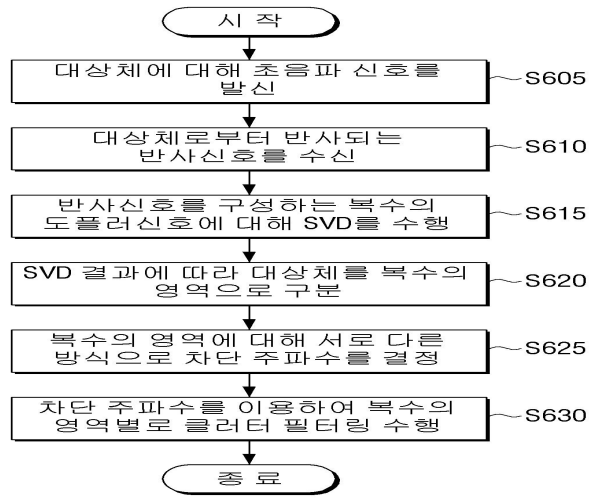 시 작
대상체에 대해 초음파 신호를
발신
S605
대상체로부터 반사되는
반사신호를 수신
S610
반사신호를 구성하는 복수의
도플러신호에 대해 SVD를 수행
S615
SVD 결과에 따라 대상체를 복수의
영역으로 구분
S620
복수의 영역에 대해 서로 다른
방식으로 차단 주파수를 결정
S625
차단 주파수를 이용하여 복수의
영역별로 클러터 필터링 수행
S630
종 료